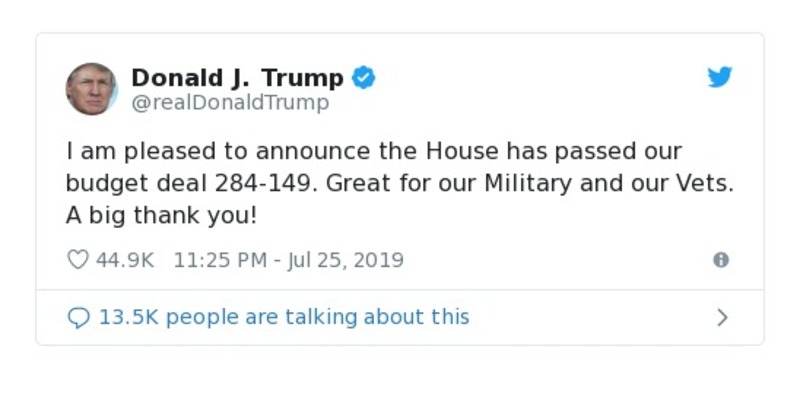 Donald J. Trump
@realDonaldTrump
I am pleased to announce the House has passed our
budget deal 284-149. Great for our Military and our Vets.
A big thank you!
44.9K 11:25 PM - Jul 25, 2019
13.5K people are talking about this